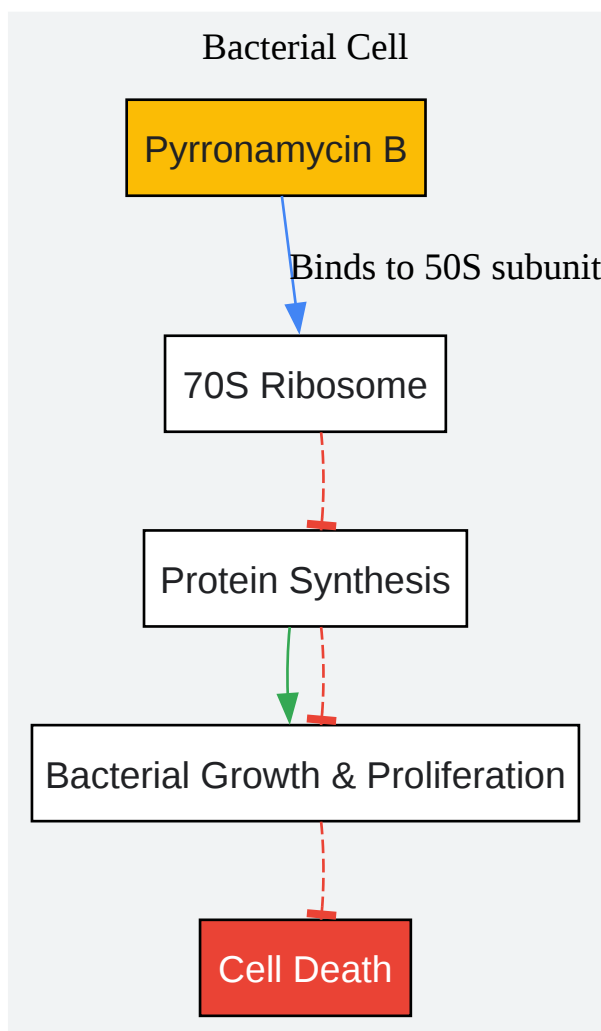 Bacterial Cell
Pyrronamycin B
Binds to 50S subunit
70S Ribosome
Protein Synthesis
Bacterial Growth & Proliferation
Cell Death